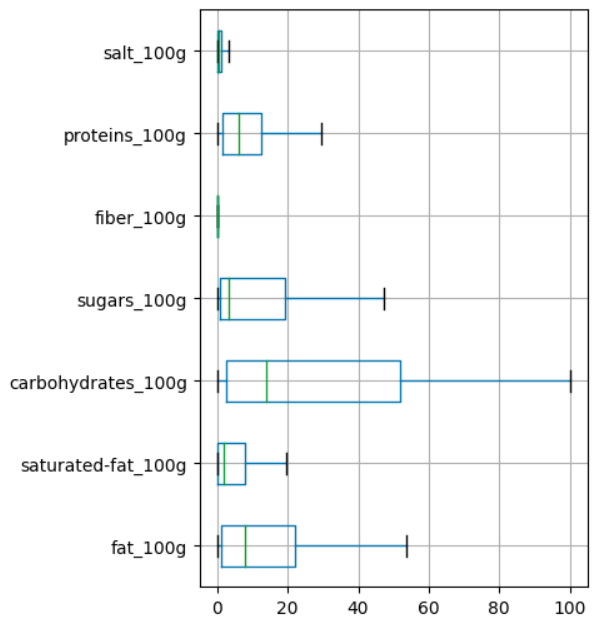 salt_100g
proteins_100g
fiber_100g
sugars_100g
carbohydrates_100g
saturated-fat_100g
fat_100g
0 20 40 60 80 100